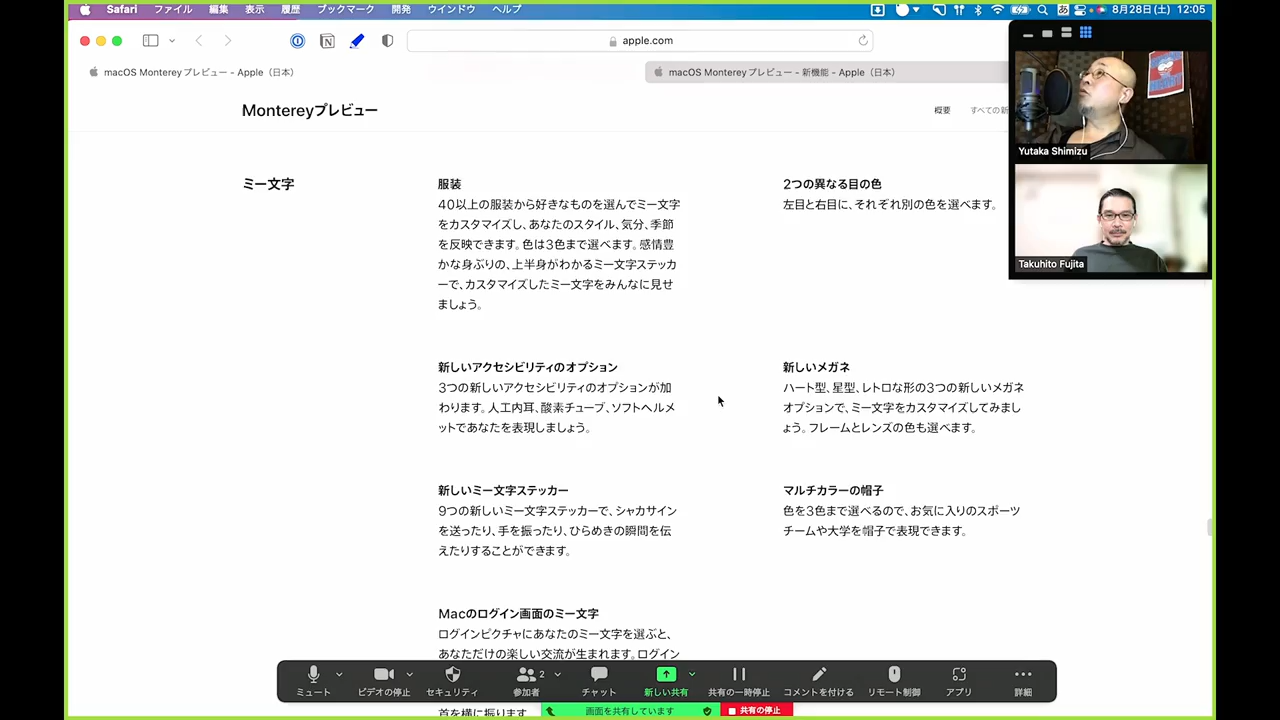 Safari ファイル 編集 表示 履歴 ブックマーク 開発 ウインドウ ヘルプ
あ 8月28日(土) 12:05
apple.com
macOS Montereyプレビュー - Apple（日本）
macOS Montereyプレビュー - 新機能 - Apple（日本）
Montereyプレビュー
概要
すべての新
Yutaka Shimizu
Takuhito Fujita
ミー文字
服装
40以上の服装から好きなものを選んでミー文字
をカスタマイズし、あなたのスタイル、気分、季節
を反映できます。色は3色まで選べます。感情豊
かな身ぶりの、上半身がわかるミー文字ステッカ
ーで、カスタマイズしたミー文字をみんなに見せ
ましょう。
2つの異なる目の色
左目と右目に、それぞれ別の色を選べます。
新しいアクセシビリティのオプション
3つの新しいアクセシビリティのオプションが加
わります。人工内耳、酸素チューブ、ソフトヘルメ
ットであなたを表現しましょう。
新しいメガネ
ハート型、星型、レトロな形の3つの新しいメガネ
オプションで、ミー文字をカスタマイズしてみまし
ょう。フレームとレンズの色も選べます。
新しいミー文字ステッカー
9つの新しいミー文字ステッカーで、シャカサイン
を送ったり、手を振ったり、ひらめきの瞬間を伝
えたりすることができます。
マルチカラーの帽子
色を3色まで選べるので、お気に入りのスポーツ
チームや大学を帽子で表現できます。
Macのログイン画面のミー文字
ログインピクチャにあなたのミー文字を選ぶと、
あなただけの楽しい交流が生まれます。ログイン
首を横に振ります
ミュート ビデオの停止 セキュリティ 参加者 2 チャット 新しい共有 共有の一時停止 コメントを付ける リモート制御 アプリ 詳細
画面を共有しています
共有の停止